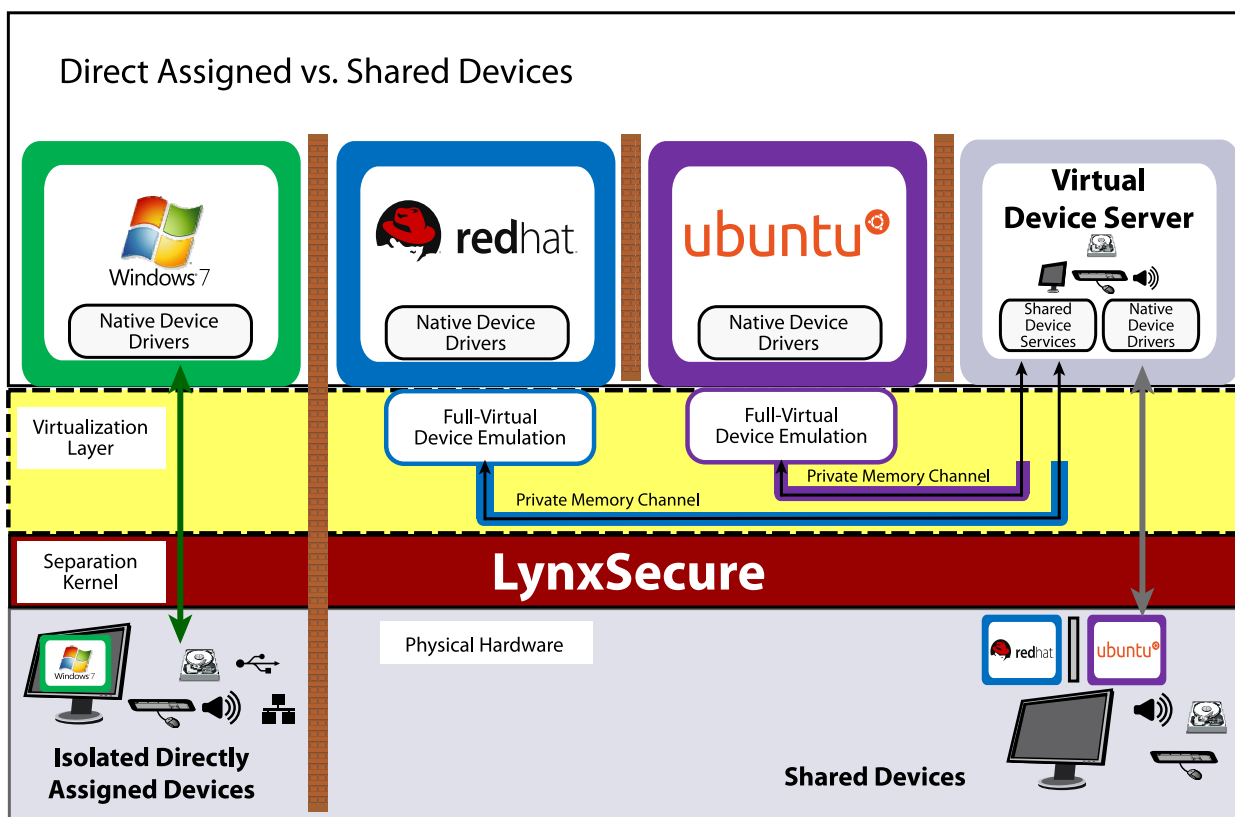 Direct Assigned vs. Shared Devices
Windows 7
Native Device
Drivers
redhat.
Native Device
Drivers
ubuntu
Native Device
Drivers
Virtual
Device Server
Shared
Device
Services
Native
Device
Drivers
Virtualization
Layer
Full-Virtual
Device Emulation
Full-Virtual
Device Emulation
Private Memory Channel
Private Memory Channel
Separation
Kernel
LynxSecure
Physical Hardware
Windows 7
redhat
ubuntu
Isolated Directly
Assigned Devices
Shared Devices